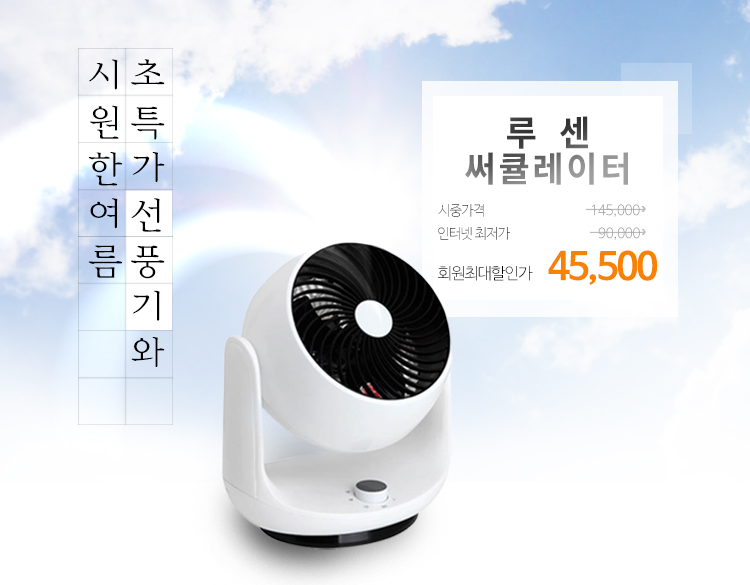 초특가선풍기와
시원한여름
루 센
써큘레이터
시중가격 145,000
인터넷 최저가 90,000
회원최대할인가 45,500